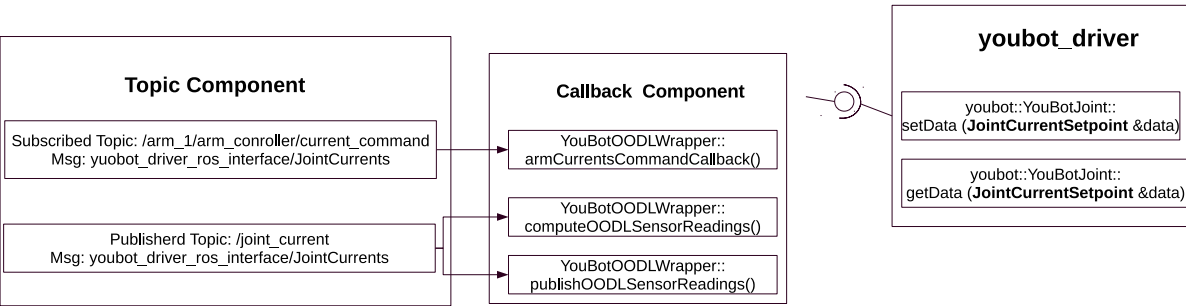 Topic Component
Subscribed Topic: /arm_1/arm_conroller/current_command
Msg: yuobot_driver_ros_interface/JointCurrents
Publisherd Topic: /joint_current
Msg: youbot_driver_ros_interface/JointCurrents
Callback Component
YouBotOODLWrapper::
armCurrentsCommandCallback()
YouBotOODLWrapper::
computeOODLSensorReadings()
YouBotOODLWrapper::
publishOODLSensorReadings()
youbot_driver
youbot::YouBotJoint::
setData (JointCurrentSetpoint &data)
youbot::YouBotJoint::
getData (JointCurrentSetpoint &data)